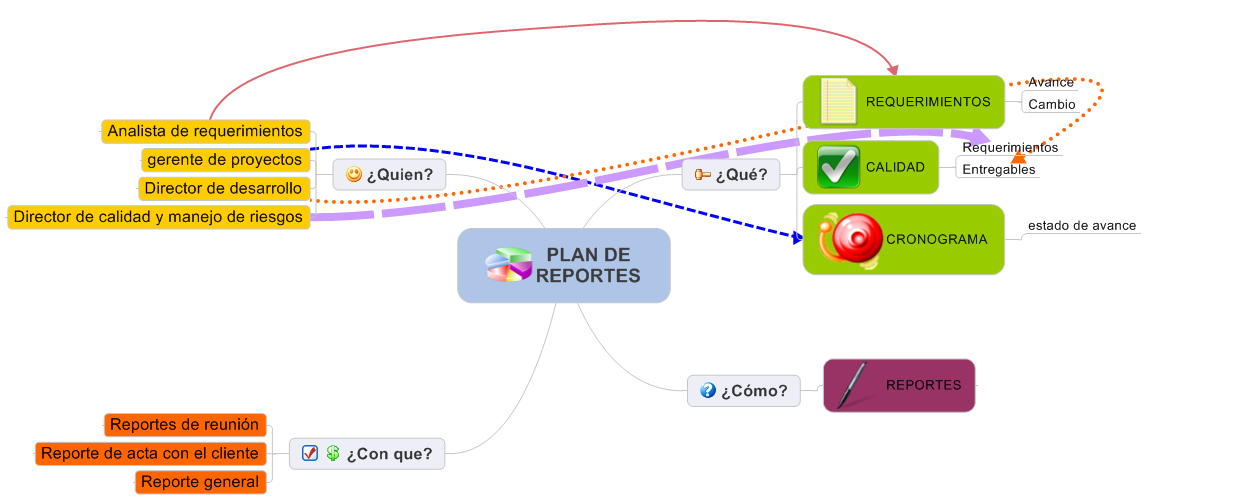 Analista de requerimientos
gerente de proyectos
Director de desarrollo
Director de calidad y manejo de riesgos
¿Quien?
PLAN DE
REPORTES
¿Qué?
REQUERIMIENTOS
Avance
Cambio
CALIDAD
Requerimientos
Entregables
CRONOGRAMA
estado de avance
¿Cómo?
REPORTES
¿Con que?
Reportes de reunión
Reporte de acta con el cliente
Reporte general